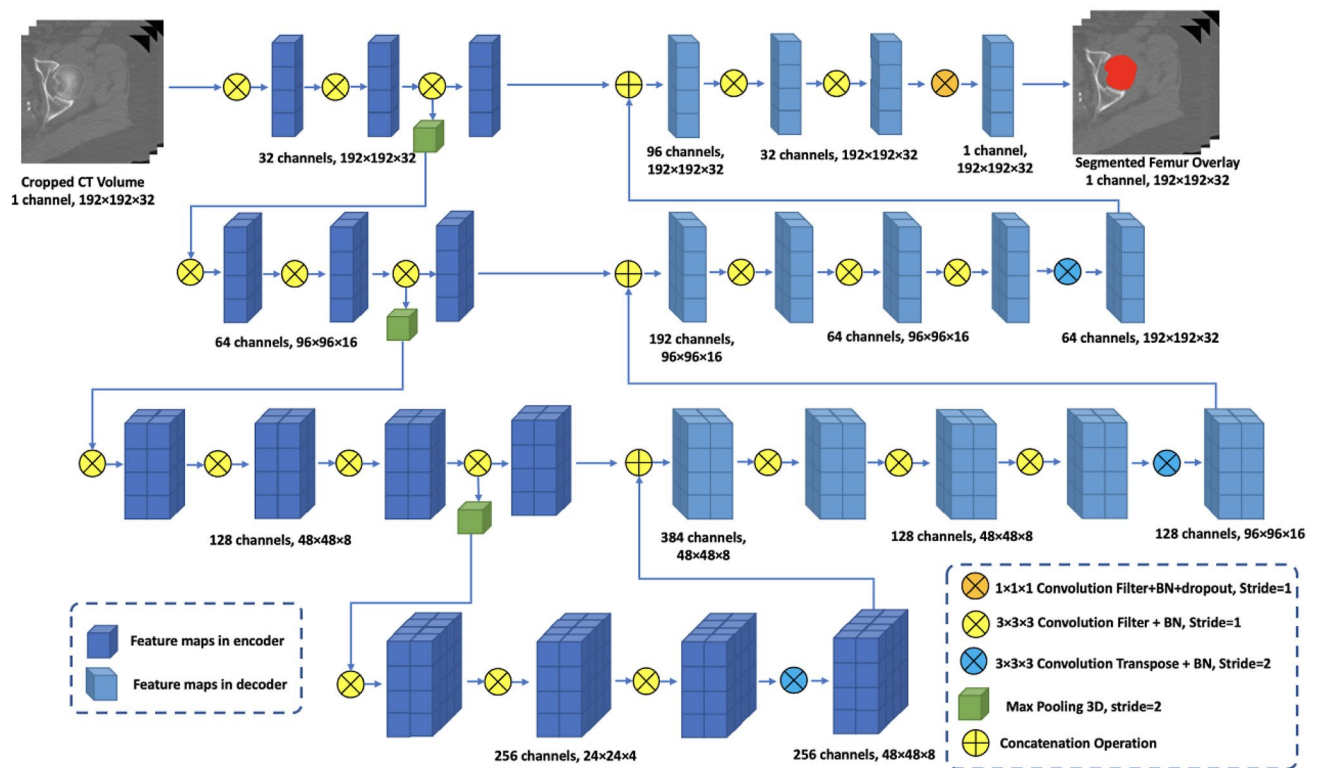 32 channels, 192×192×32
96 channels,
192×192×32
32 channels, 192×192×32
1 channel,
192×192×32
Cropped CT Volume
1 channel, 192×192×32
Segmented Femur Overlay
1 channel, 192×192×32
64 channels, 96×96×16
192 channels,
96×96×16
64 channels, 96×96×16
64 channels, 192×192×32
128 channels, 48×48×8
384 channels,
48×48×8
128 channels, 48×48×8
128 channels, 96×96×16
Feature maps in encoder
Feature maps in decoder
256 channels, 24×24×4
256 channels, 48×48×8
1×1×1 Convolution Filter+BN+dropout, Stride=1
3×3×3 Convolution Filter + BN, Stride=1
3×3×3 Convolution Transpose + BN, Stride=2
Max Pooling 3D, stride=2
Concatenation Operation